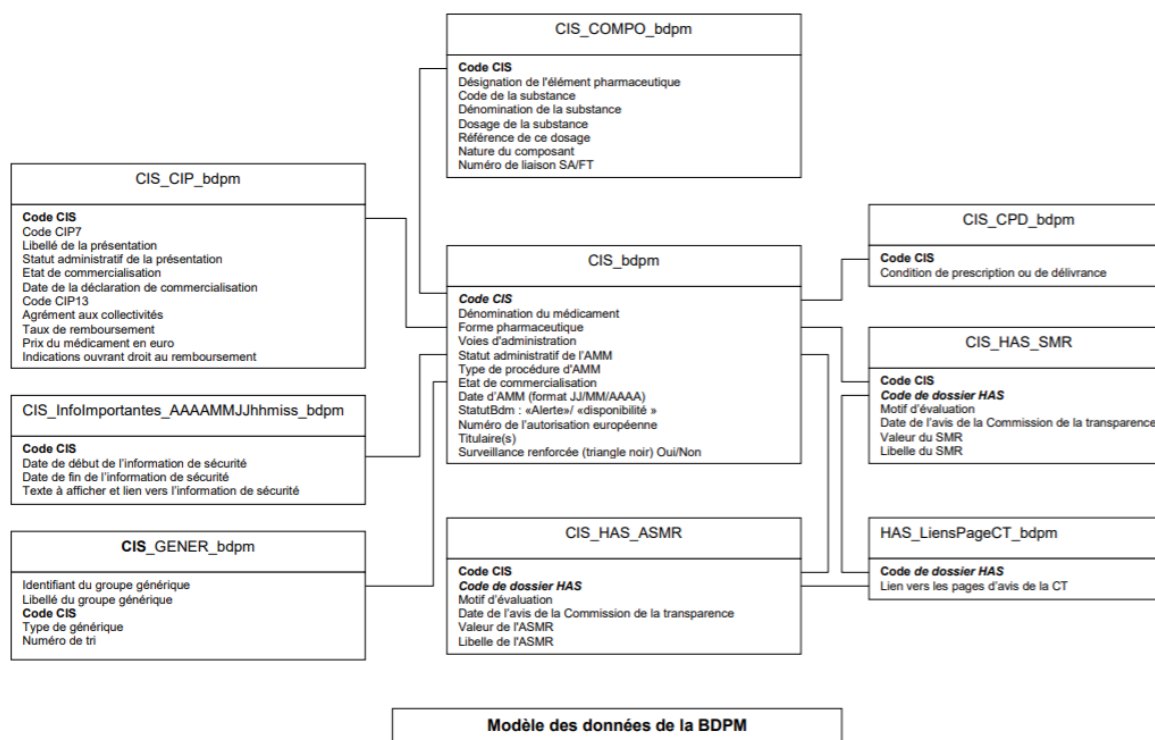 CIS_COMPO_bdpm
Code CIS
Désignation de l'élément pharmaceutique
Code de la substance
Dénomination de la substance
Dosage de la substance
Référence de ce dosage
Nature du composant
Numéro de liaison SA/FT
CIS_CIP_bdpm
Code CIS
Code CIP7
Libellé de la présentation
Statut administratif de la présentation
Etat de commercialisation
Date de la déclaration de commercialisation
Code CIP13
Agrément aux collectivités
Taux de remboursement
Prix du médicament en euro
Indications ouvrant droit au remboursement
CIS_bdpm
Code CIS
Dénomination du médicament
Forme pharmaceutique
Voies d'administration
Statut administratif de l'AMM
Type de procédure d'AMM
Etat de commercialisation
Date d'AMM (format JJ/MM/AAAA)
StatutBdm : «Alerte»/ «disponibilité »
Numéro de l'autorisation européenne
Titulaire(s)
Surveillance renforcée (triangle noir) Oui/Non
CIS_CPD_bdpm
Code CIS
Condition de prescription ou de délivrance
CIS_HAS_SMR
Code CIS
Code de dossier HAS
Motif d'évaluation
Date de l'avis de la Commission de la transparence
Valeur du SMR
Libelle du SMR
CIS_InfoImportantes_AAAAMMJJhhmiss_bdpm
Code CIS
Date de début de l'information de sécurité
Date de fin de l'information de sécurité
Texte à afficher et lien vers l'information de sécurité
CIS_GENER_bdpm
Identifiant du groupe générique
Libellé du groupe générique
Code CIS
Type de générique
Numéro de tri
CIS_HAS_ASMR
Code CIS
Code de dossier HAS
Motif d'évaluation
Date de l'avis de la Commission de la transparence
Valeur de l'ASMR
Libelle de l'ASMR
HAS_LiensPageCT_bdpm
Code de dossier HAS
Lien vers les pages d'avis de la CT
Modèle des données de la BDPM